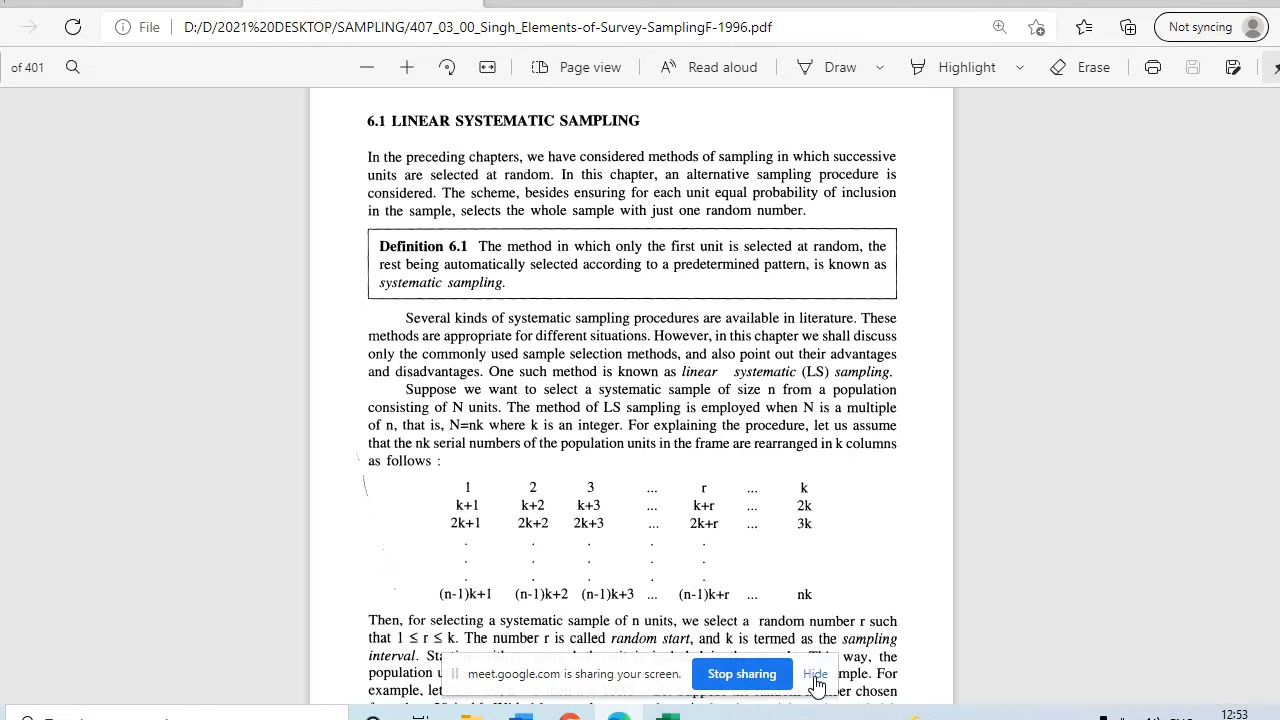 File D:/D/2021%20DESKTOP/SAMPLING/407_03_00_Singh_Elements-of-Survey-SamplingF-1996.pdf Not syncing
of 401 Page view Read aloud Draw Highlight Erase
6.1 LINEAR SYSTEMATIC SAMPLING
In the preceding chapters, we have considered methods of sampling in which successive
units are selected at random. In this chapter, an alternative sampling procedure is
considered. The scheme, besides ensuring for each unit equal probability of inclusion
in the sample, selects the whole sample with just one random number.
Definition 6.1 The method in which only the first unit is selected at random, the
rest being automatically selected according to a predetermined pattern, is known as
systematic sampling.
Several kinds of systematic sampling procedures are available in literature. These
methods are appropriate for different situations. However, in this chapter we shall discuss
only the commonly used sample selection methods, and also point out their advantages
and disadvantages. One such method is known as linear systematic (LS) sampling.
Suppose we want to select a systematic sample of size n from a population
consisting of N units. The method of LS sampling is employed when N is a multiple
of n, that is, N=nk where k is an integer. For explaining the procedure, let us assume
that the nk serial numbers of the population units in the frame are rearranged in k columns
as follows :
1 2 3 ... r ... k
k+1 k+2 k+3 ... k+r ... 2k
2k+1 2k+2 2k+3 ... 2k+r ... 3k
. . . . .
. . . . .
. . . . .
(n-1)k+1 (n-1)k+2 (n-1)k+3 ... (n-1)k+r ... nk
Then, for selecting a systematic sample of n units, we select a random number r such
that 1 ≤ r ≤ k. The number r is called random start, and k is termed as the sampling
interval. way, the
population
example, let chosen
meet.google.com is sharing your screen. Stop sharing Hide
12:53